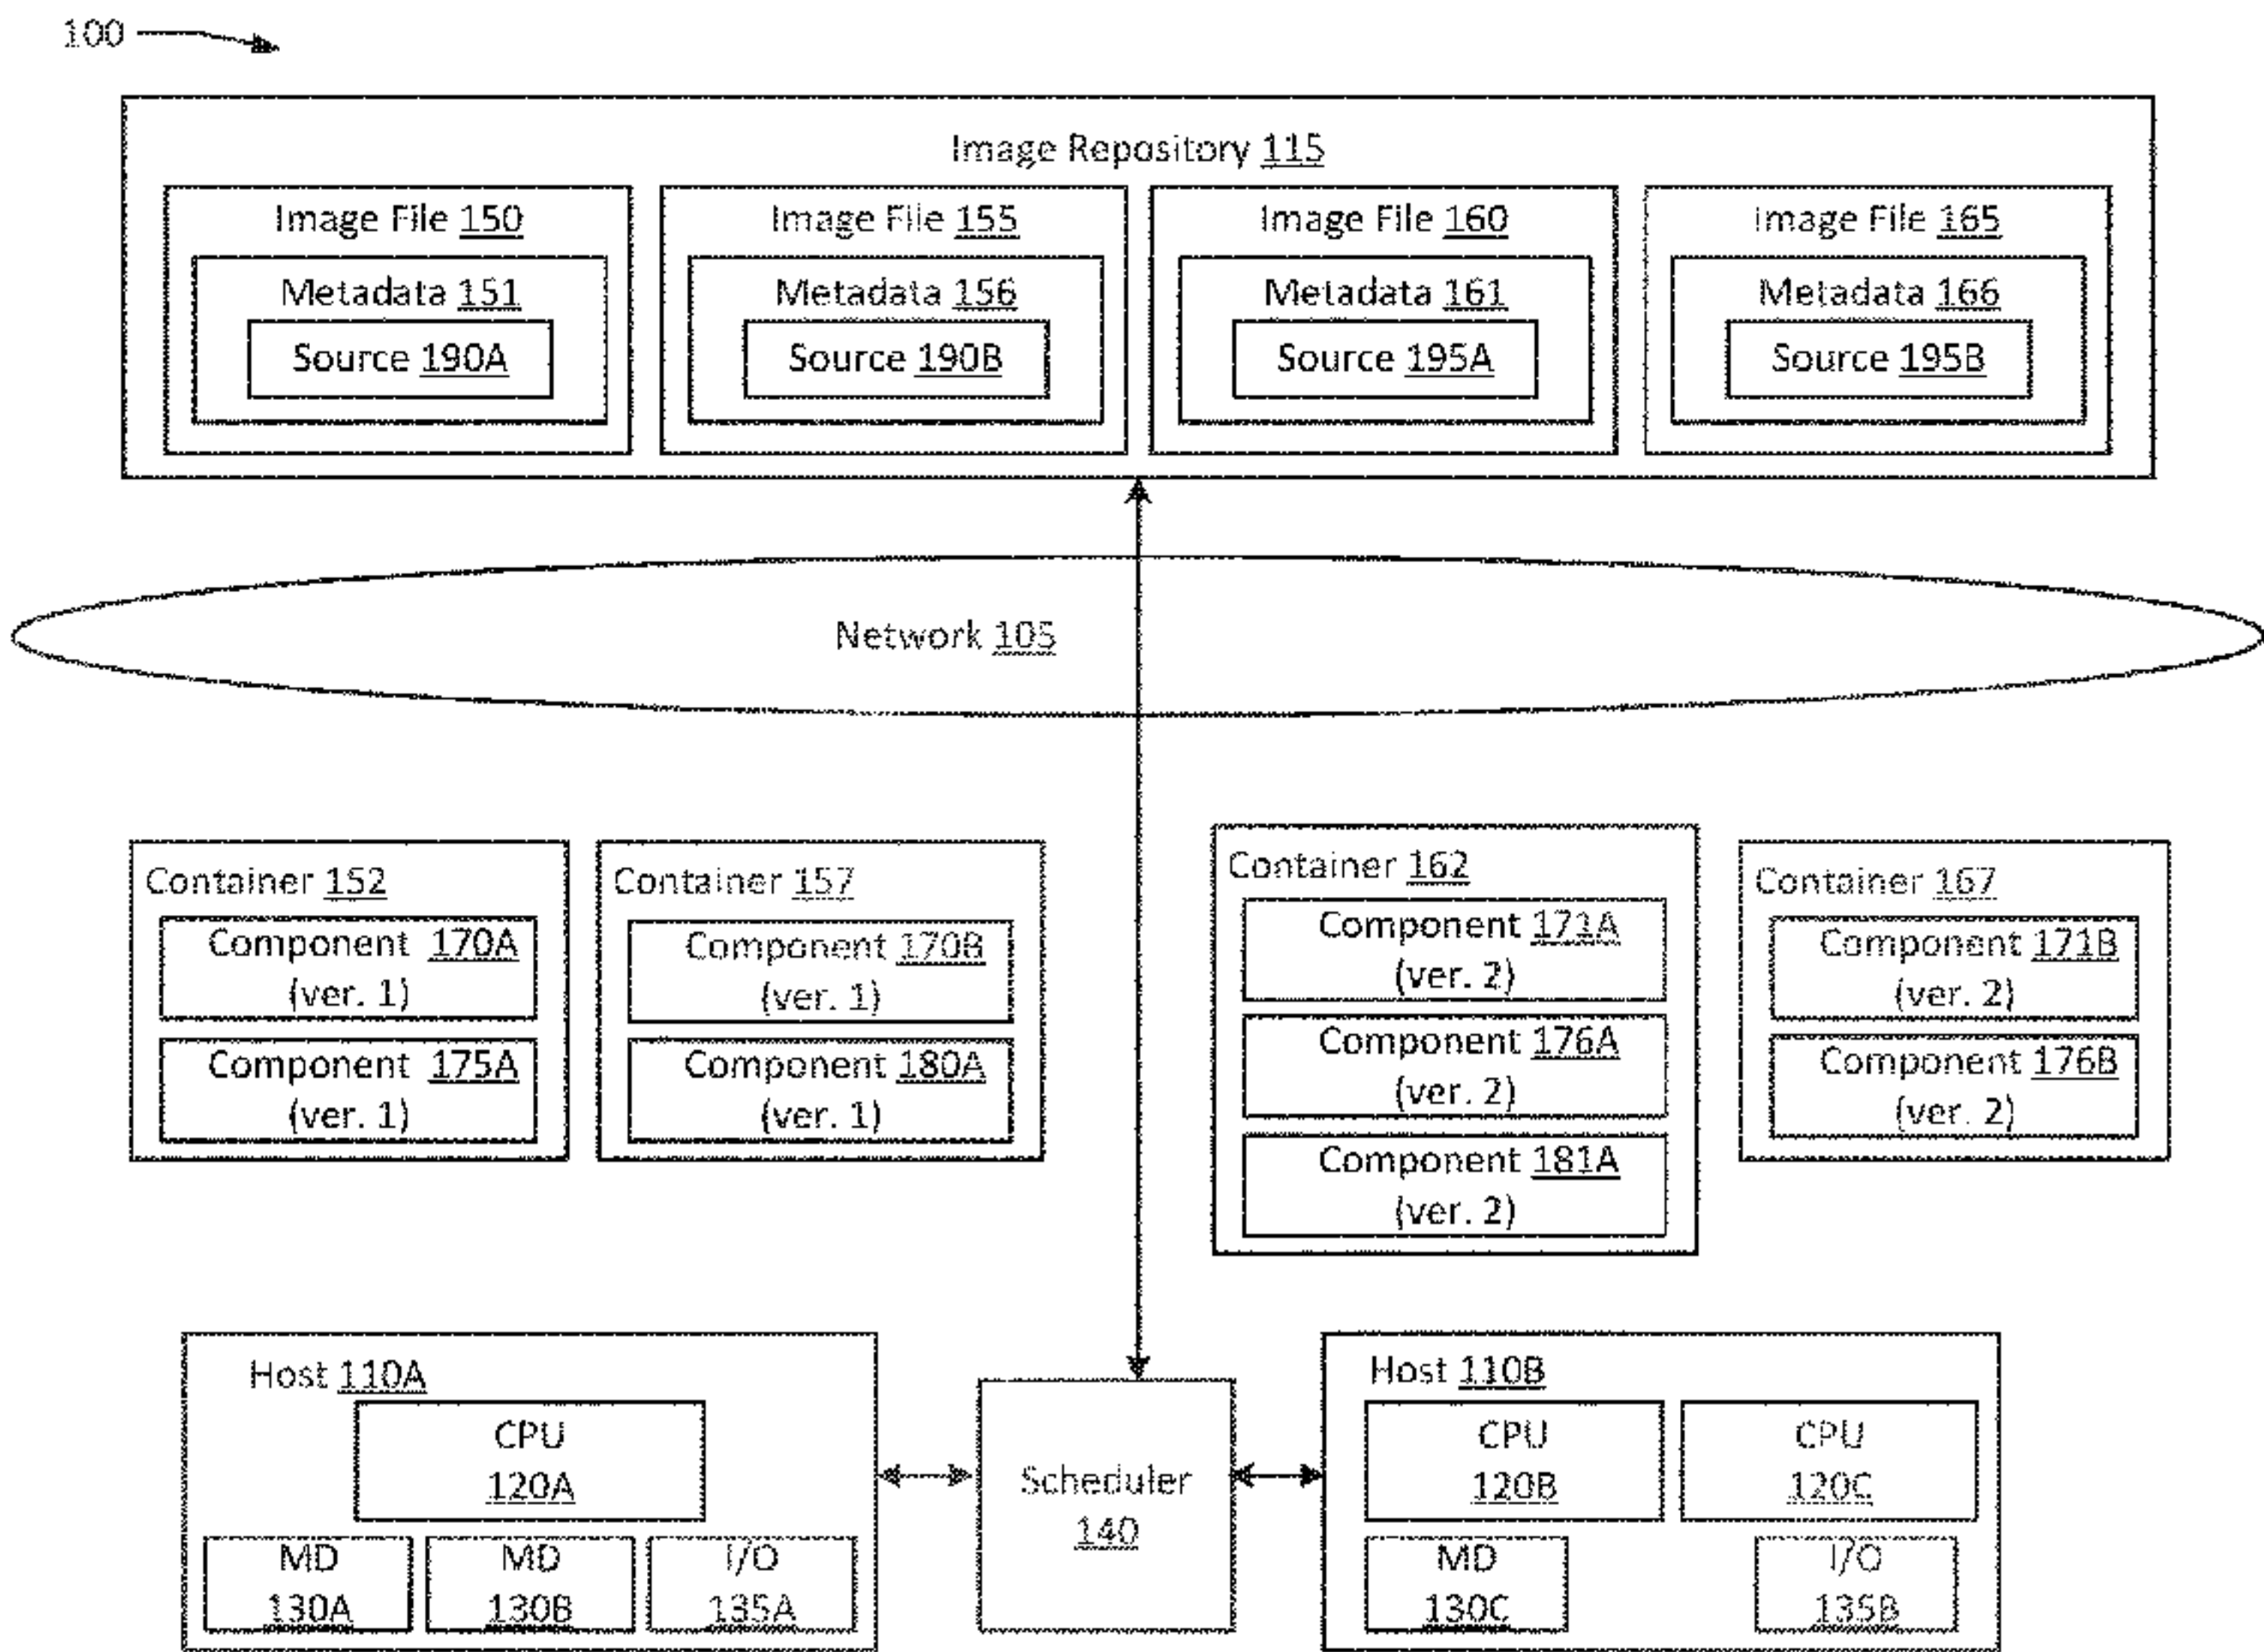 100
Image Repository 115
Image File 150
Metadata 151
Source 190A
Image File 155
Metadata 156
Source 190B
Image File 160
Metadata 161
Source 195A
Image File 165
Metadata 166
Source 195B
Network 105
Container 152
Component 170A
(ver. 1)
Component 175A
(ver. 1)
Container 157
Component 170B
(ver. 1)
Component 180A
(ver. 1)
Container 162
Component 171A
(ver. 2)
Component 176A
(ver. 2)
Component 181A
(ver. 2)
Container 167
Component 171B
(ver. 2)
Component 176B
(ver. 2)
Host 110A
CPU
120A
MD
130A
MD
130B
I/O
135A
Scheduler
140
Host 110B
CPU
120B
CPU
120C
MD
130C
I/O
135B